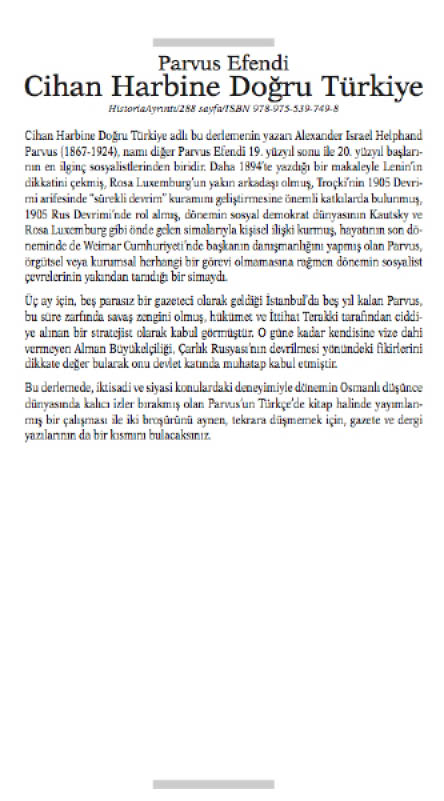 Parvus Efendi
Cihan Harbine Doğru Türkiye
HistoriaAyrıntı/288 sayfa/ISBN 978-975-539-749-8
Cihan Harbine Doğru Türkiye adlı bu derlemenin yazarı Alexander Israel Helphand
Parvus (1867-1924), namı diğer Parvus Efendi 19. yüzyıl sonu ile 20. yüzyıl başları-
nın en ilginç sosyalistlerinden biridir. Daha 1894'te yazdığı bir makaleyle Lenin'in
dikkatini çekmiş, Rosa Luxemburg'un yakın arkadaşı olmuş, Troçki'nin 1905 Devri-
mi arifesinde "sürekli devrim" kuramını geliştirmesine önemli katkılarda bulunmuş,
1905 Rus Devrimi'nde rol almış, dönemin sosyal demokrat dünyasının Kautsky ve
Rosa Luxemburg gibi önde gelen simalarıyla kişisel ilişki kurmuş, hayatının son dö-
neminde de Weimar Cumhuriyeti'nde başkanın danışmanlığını yapmış olan Parvus,
örgütsel veya kurumsal herhangi bir görevi olmamasına rağmen dönemin sosyalist
çevrelerinin yakından tanıdığı bir simaydı.
Üç ay için, beş parasız bir gazeteci olarak geldiği İstanbul'da beş yıl kalan Parvus,
bu süre zarfında savaş zengini olmuş, hükümet ve İttihat Terakki tarafından ciddi-
ye alınan bir stratejist olarak kabul görmüştür. O güne kadar kendisine vize dahi
vermeyen Alman Büyükelçiliği, Çarlık Rusyası'nın devrilmesi yönündeki fikirlerini
dikkate değer bularak onu devlet katında muhatap kabul etmiştir.
Bu derlemede, iktisadi ve siyasi konulardaki deneyimiyle dönemin Osmanlı düşünce
dünyasında kalıcı izler bırakmış olan Parvus'un Türkçe'de kitap halinde yayımlan-
mış bir çalışması ile iki broşürünü aynen, tekrara düşmemek için, gazete ve dergi
yazılarının da bir kısmını bulacaksınız.